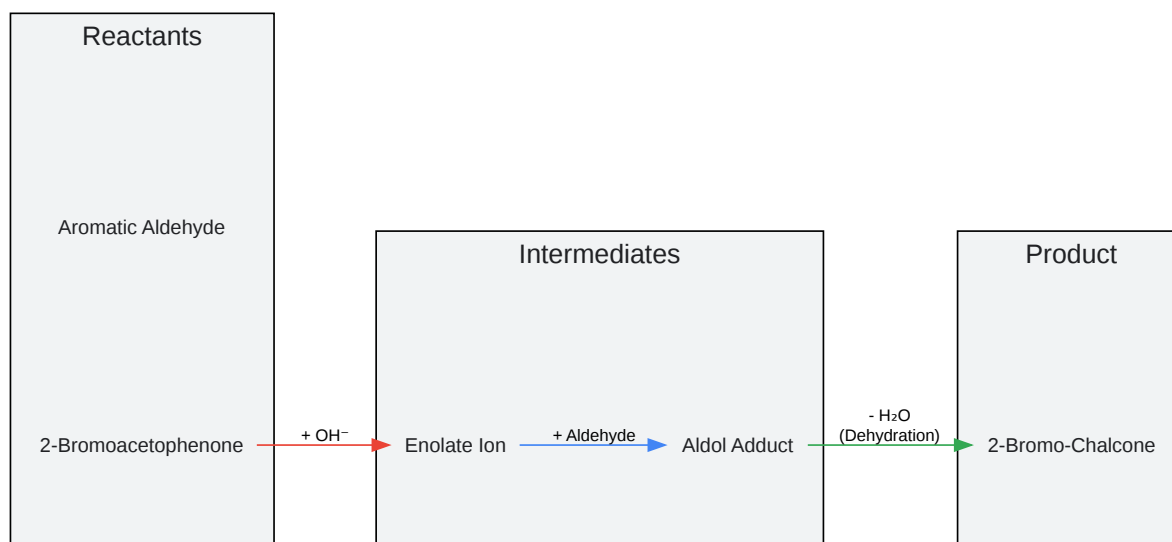 Reactants
Aromatic Aldehyde
2-Bromoacetophenone
+ OH⁻
Intermediates
Enolate Ion
+ Aldehyde
Aldol Adduct
- H₂O
(Dehydration)
Product
2-Bromo-Chalcone